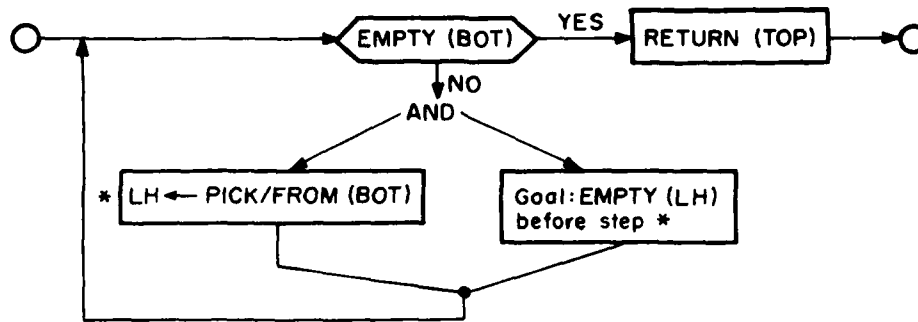 EMPTY (BOT)
YES
RETURN (TOP)
NO
AND
* LH ← PICK/FROM (BOT)
Goal: EMPTY (LH)
before step *